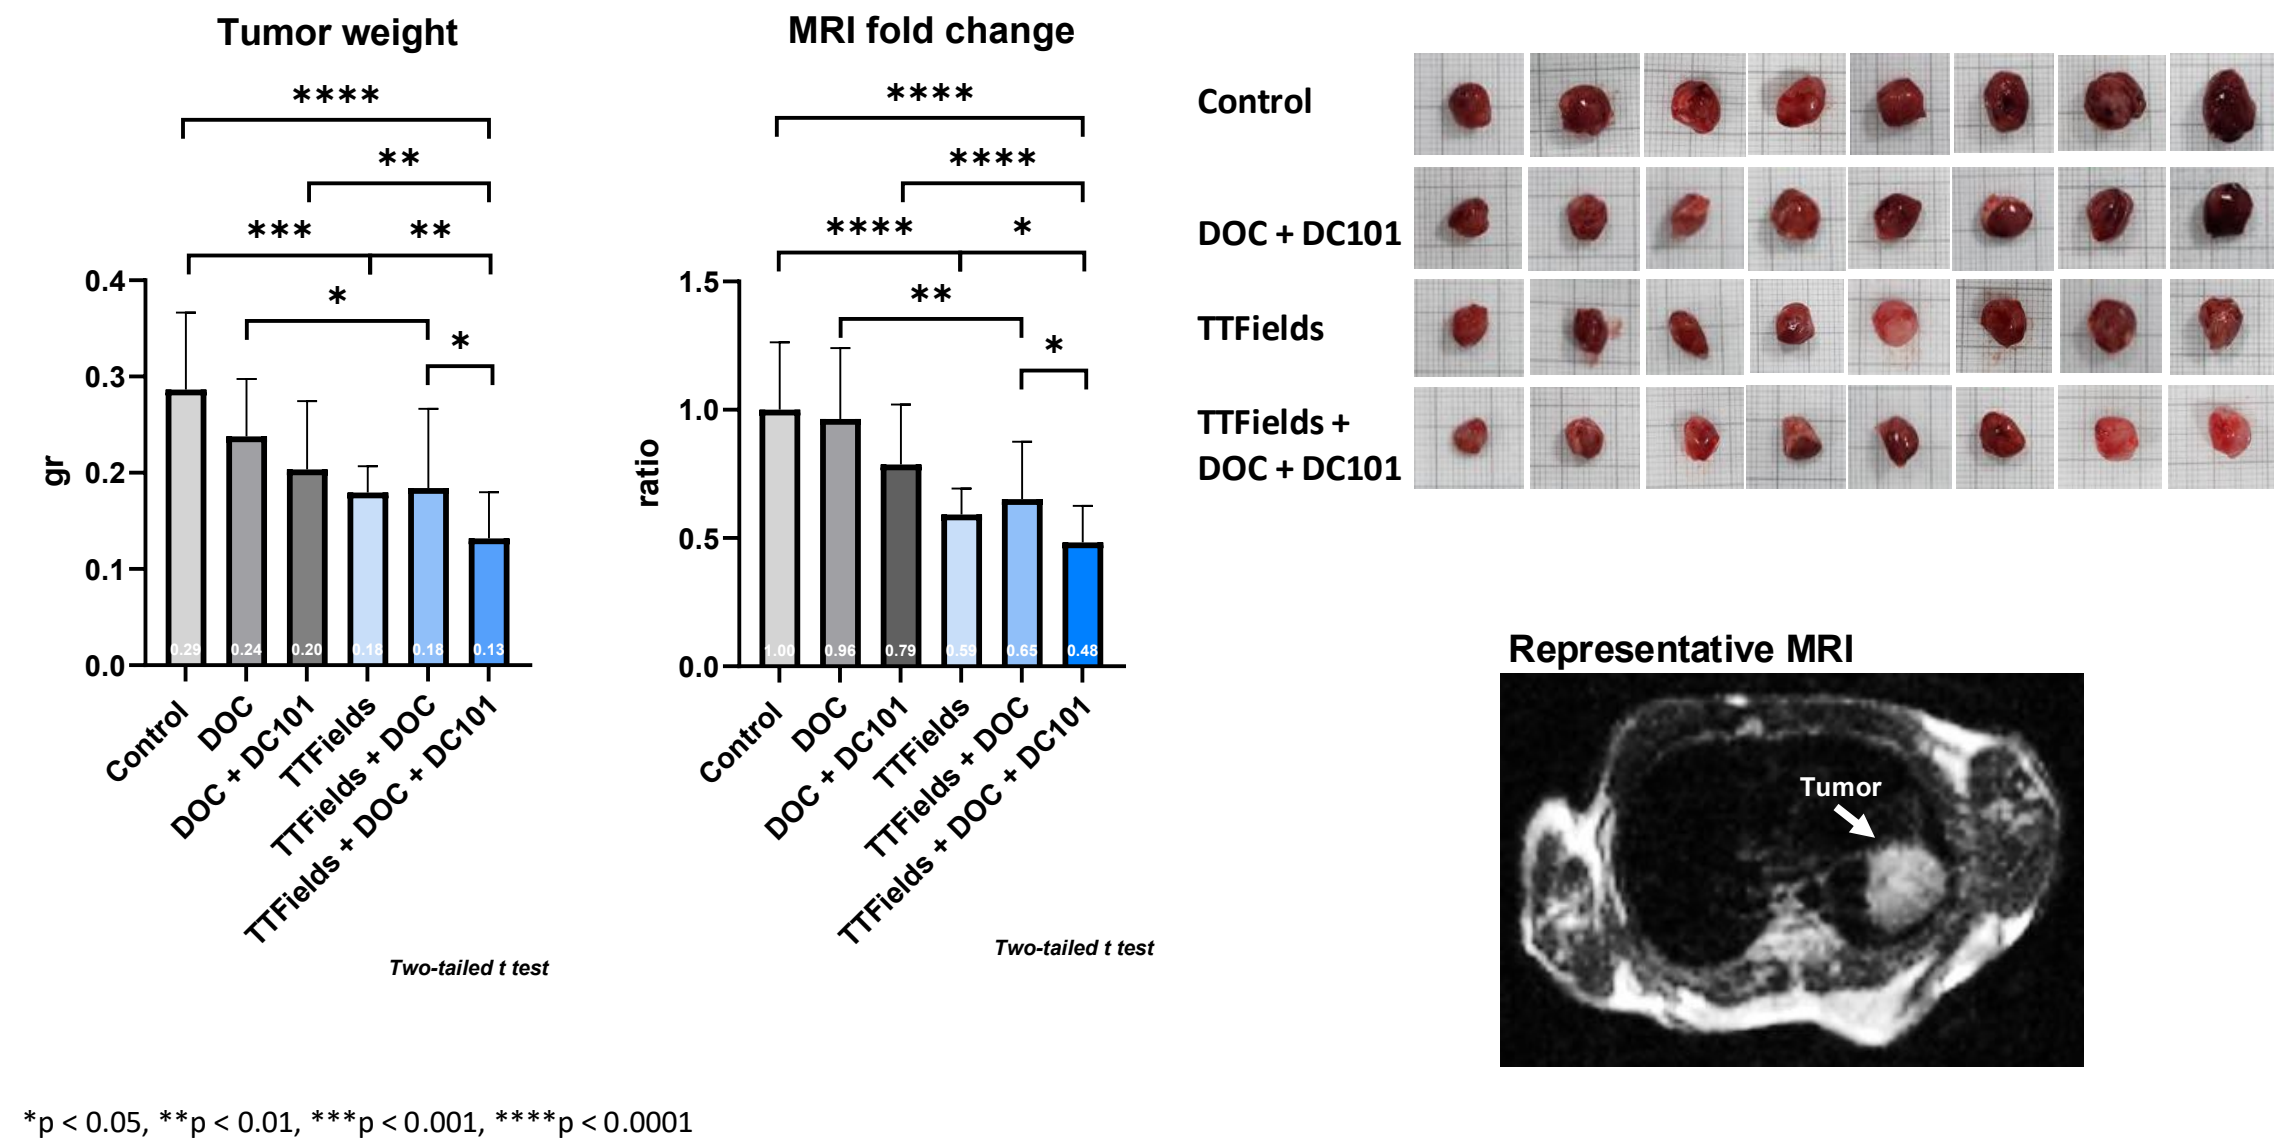 Tumor weight
****
**
*** **
*
*
gr
0.4
0.3
0.2
0.1
0.0
0.29 0.24 0.20 0.18 0.18 0.13
Control
DOC
DOC + DC101
TTFields
TTFields + DOC
TTFields + DOC + DC101
Two-tailed t test
MRI fold change
****
****
**** *
**
*
ratio
1.5
1.0
0.5
0.0
1.00 0.96 0.79 0.59 0.65 0.48
Control
DOC
DOC + DC101
TTFields
TTFields + DOC
TTFields + DOC + DC101
Two-tailed t test
Control
DOC + DC101
TTFields
TTFields +
DOC + DC101
Representative MRI
Tumor
*p < 0.05, **p < 0.01, ***p < 0.001, ****p < 0.0001